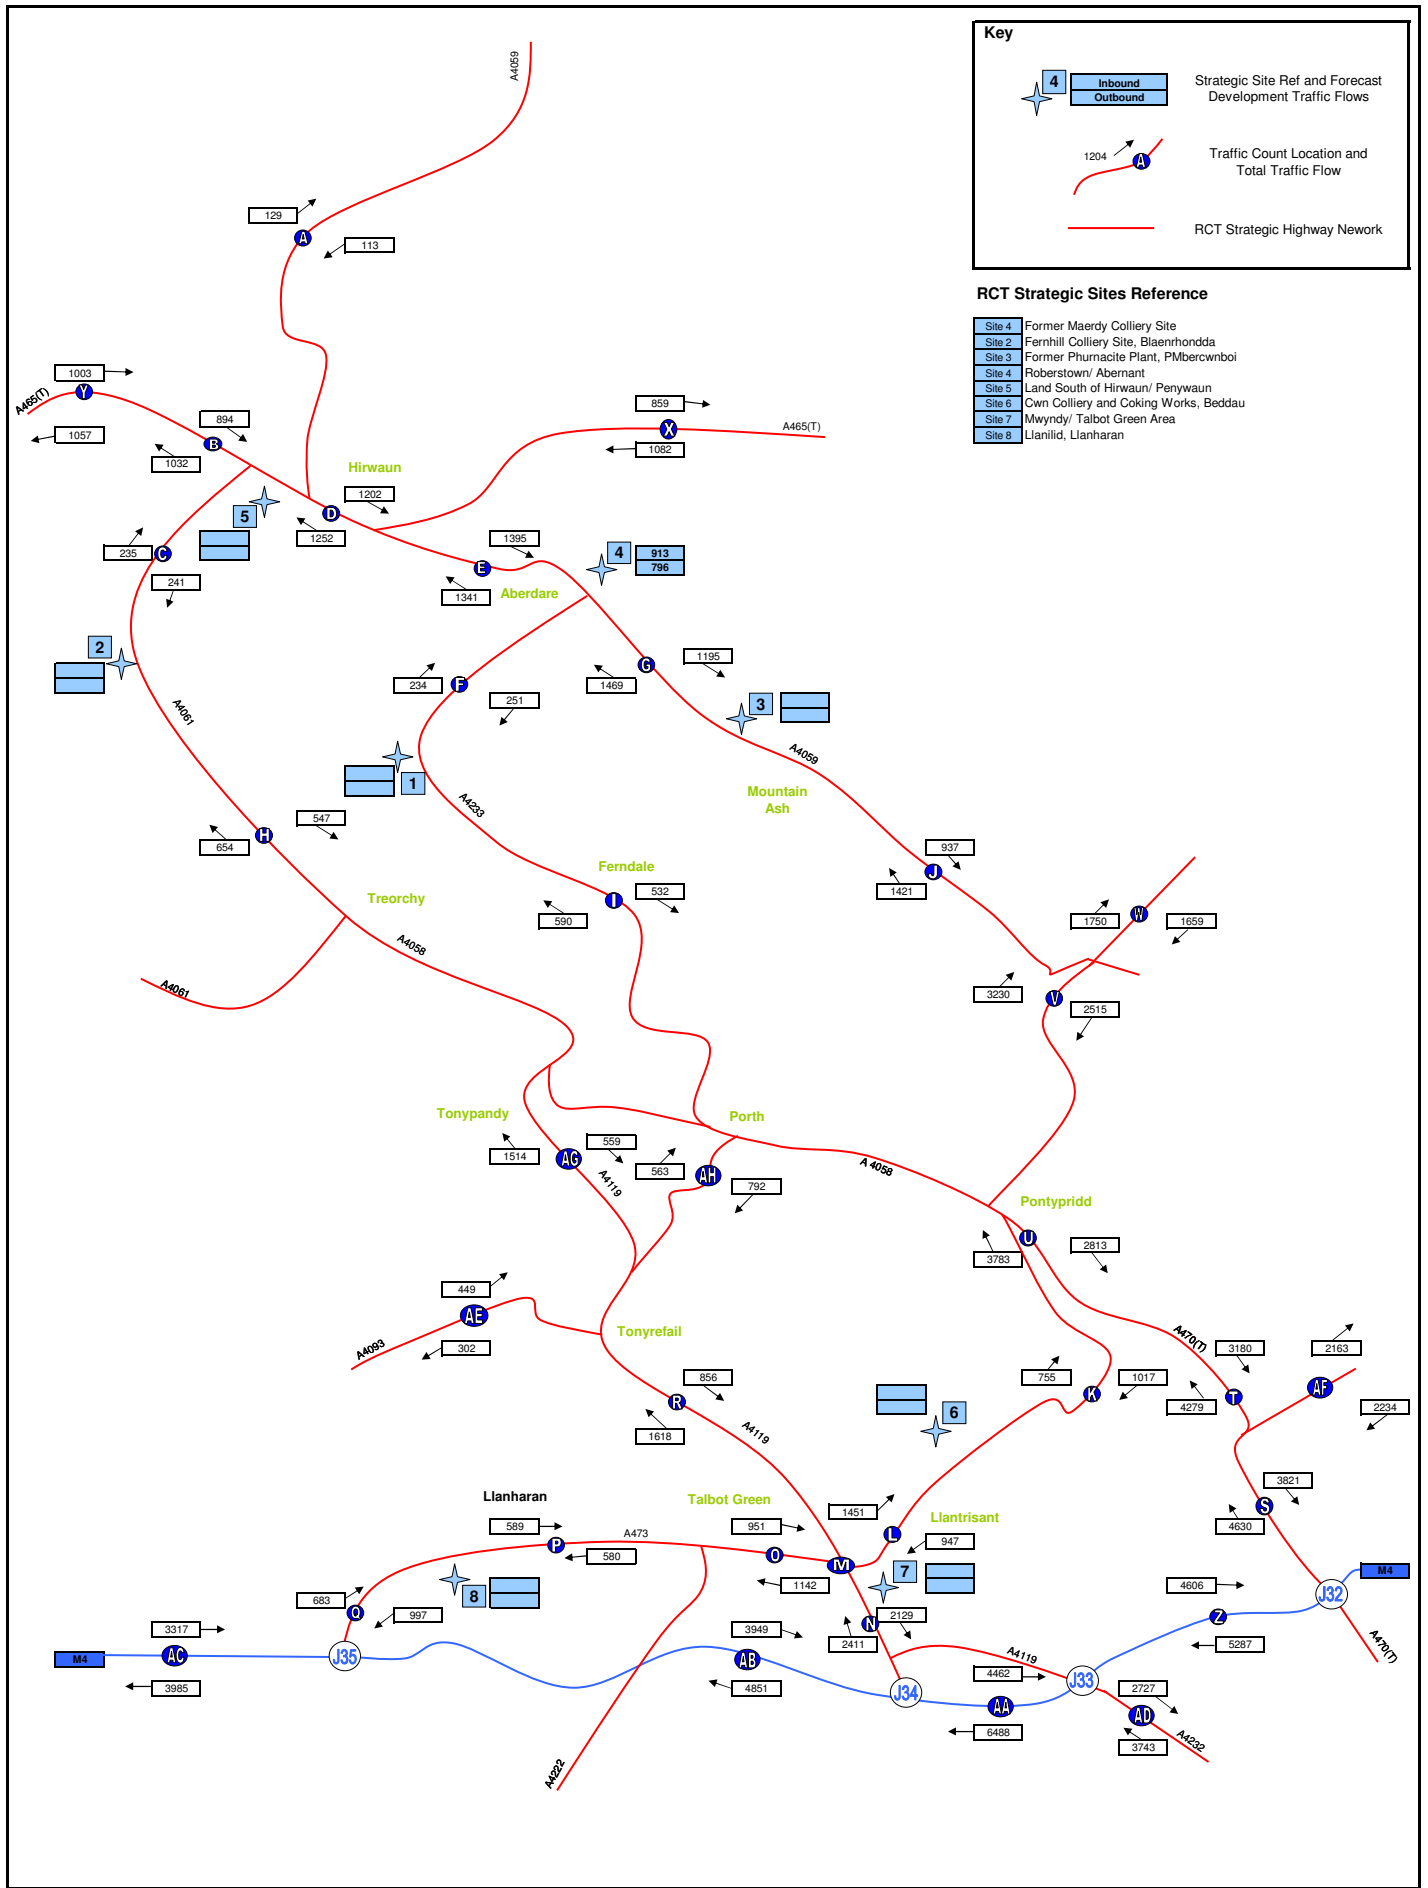 Key
4
Inbound
Outbound
Strategic Site Ref and Forecast
Development Traffic Flows
1204
A
Traffic Count Location and
Total Traffic Flow
RCT Strategic Highway Nework
RCT Strategic Sites Reference
Site 4 Former Maerdy Colliery Site
Site 2 Fernhill Colliery Site, Blaenrhondda
Site 3 Former Phurnacite Plant, PMbercwnboi
Site 4 Roberstown/ Abernant
Site 5 Land South of Hirwaun/ Penywaun
Site 6 Cwn Colliery and Coking Works, Beddau
Site 7 Mwyndy/ Talbot Green Area
Site 8 Llanilid, Llanharan
A4059
129
A
113
1003
Y
A465(T)
1057
894
B
1032
859
X
A465(T)
1082
Hirwaun
1202
D
1252
5
235
C
241
1395
E
1341
4
913
796
Aberdare
2
A4061
234
F
251
G
1195
1469
3
A4059
1
A4233
Mountain
Ash
547
H
654
937
J
1421
Ferndale
532
I
590
Treorchy
A4058
A4061
1750
W
1659
3230
V
2515
Tonypandy
Porth
1514
AG
559
A4119
563
AH
792
A 4058
Pontypridd
3783
U
2813
449
AE
302
A4093
Tonyrefail
A470(T)
3180
2163
T
4279
AF
2234
856
R
1618
A4119
755
K
1017
6
Llanharan
Talbot Green
Llantrisant
3821
S
4630
589
P
580
A473
951
O
1142
M
1451
L
947
7
8
683
Q
997
N
2129
2411
M4
4606
Z
5287
J32
A470(T)
3317
AC
3985
M4
J35
3949
AB
4851
A4119
4462
J33
J34
AA
6488
2727
AD
3743
A4232
A4222